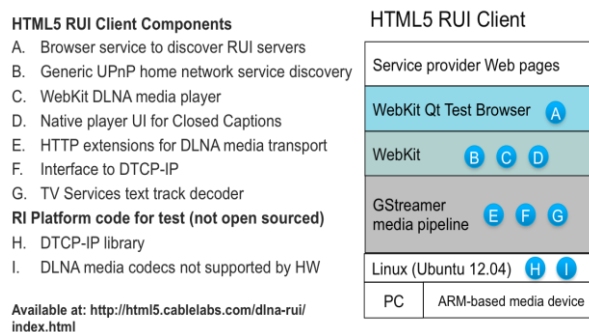 HTML5 RUI Client Components
A. Browser service to discover RUI servers
B. Generic UPnP home network service discovery
C. WebKit DLNA media player
D. Native player UI for Closed Captions
E. HTTP extensions for DLNA media transport
F. Interface to DTCP-IP
G. TV Services text track decoder
RI Platform code for test (not open sourced)
H. DTCP-IP library
I. DLNA media codecs not supported by HW
Available at: http://html5.cablelabs.com/dlna-rui/
index.html
HTML5 RUI Client
Service provider Web pages
WebKit Qt Test Browser A
WebKit B C D
GStreamer
media pipeline E F G
Linux (Ubuntu 12.04) H I
PC ARM-based media device